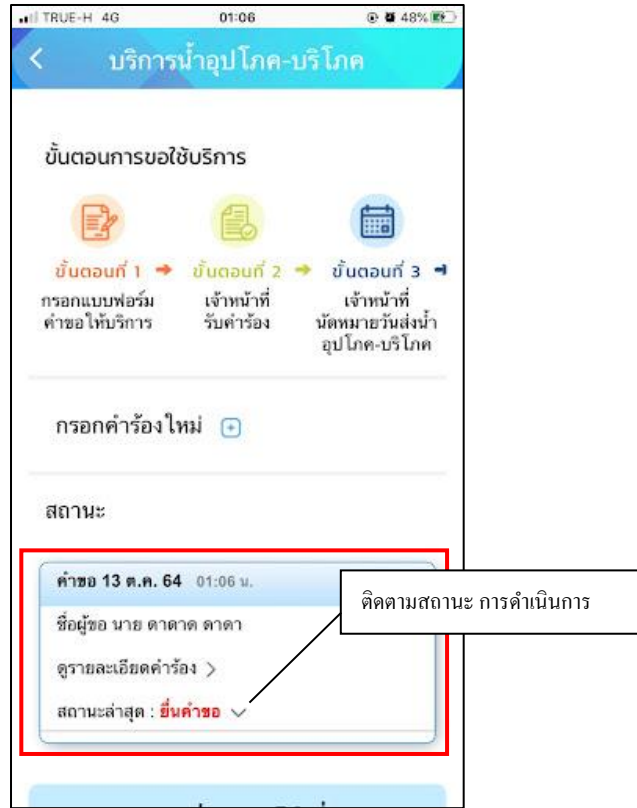 TRUE-H 4G 01:06 48%
บริการน้ำอุปโภค-บริโภค
ขั้นตอนการขอใช้บริการ
ขั้นตอนที่ 1 ขั้นตอนที่ 2 ขั้นตอนที่ 3
กรอกแบบฟอร์ม เจ้าหน้าที่ เจ้าหน้าที่
คำขอให้บริการ รับคำร้อง นัดหมายวันส่งน้ำ
อุปโภค-บริโภค
กรอกคำร้องใหม่
สถานะ
คำขอ 13 ต.ค. 64 01:06 น.
ติดตามสถานะ การดำเนินการ
ชื่อผู้ขอ นาย ดาดาด ดาดา
ดูรายละเอียดคำร้อง >
สถานะล่าสุด : ยื่นคำขอ